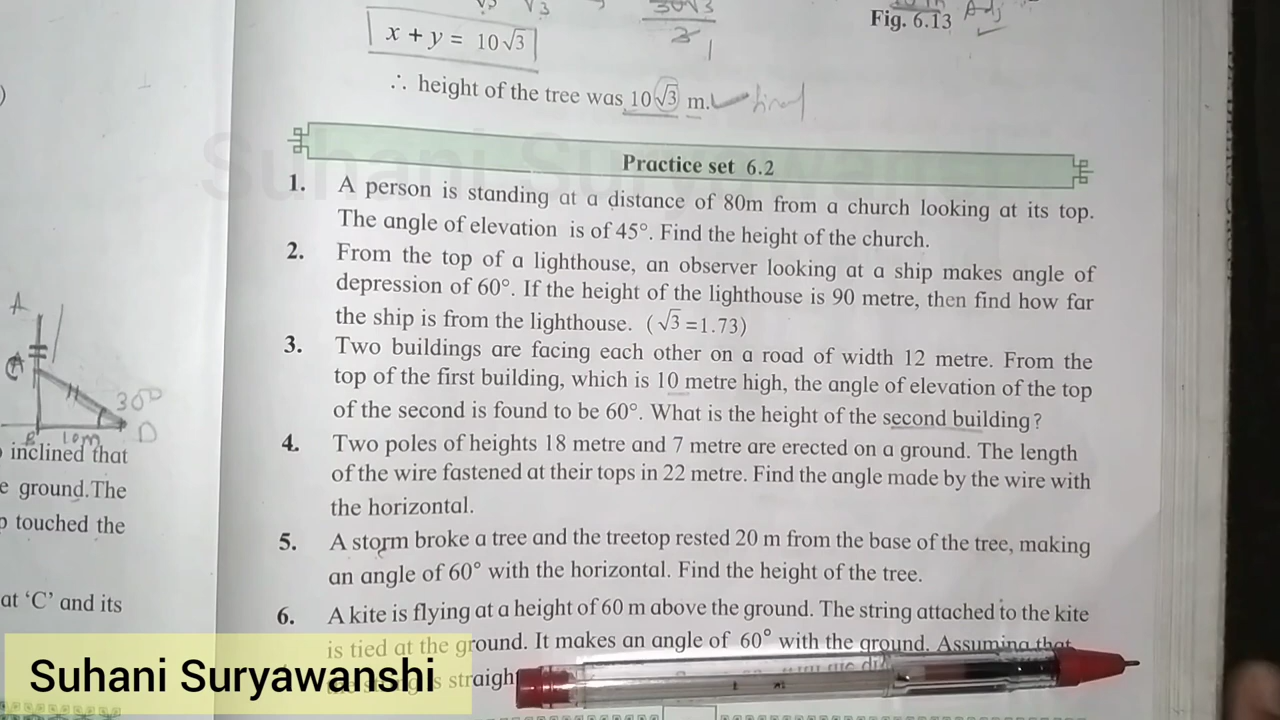 30√3
Fig. 6.13 Adj
x + y = 10√3
∴ height of the tree was 10√3 m.
Practice set 6.2
1. A person is standing at a distance of 80m from a church looking at its top.
The angle of elevation is of 45°. Find the height of the church.
2. From the top of a lighthouse, an observer looking at a ship makes angle of
depression of 60°. If the height of the lighthouse is 90 metre, then find how far
the ship is from the lighthouse. (√3 =1.73)
3. Two buildings are facing each other on a road of width 12 metre. From the
top of the first building, which is 10 metre high, the angle of elevation of the top
of the second is found to be 60°. What is the height of the second building?
4. Two poles of heights 18 metre and 7 metre are erected on a ground. The length
of the wire fastened at their tops in 22 metre. Find the angle made by the wire with
the horizontal.
5. A storm broke a tree and the treetop rested 20 m from the base of the tree, making
an angle of 60° with the horizontal. Find the height of the tree.
6. A kite is flying at a height of 60 m above the ground. The string attached to the kite
is tied at the ground. It makes an angle of 60° with the ground. Assuming that
straigh
A
30°
D
10m
inclined that
ground.The
touched the
at ‘C’ and its
Suhani Suryawanshi
Suhani Suryawanshi